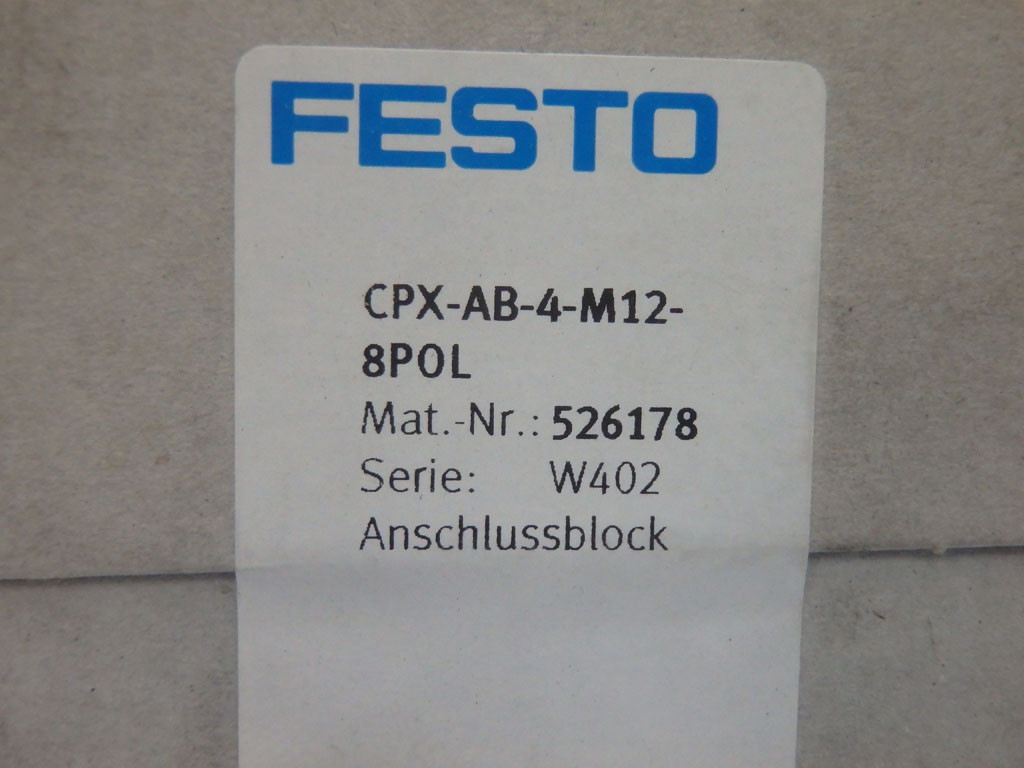 FESTO
CPX-AB-4-M12-
8POL
Mat.-Nr.: 526178
Serie: W402
Anschlussblock